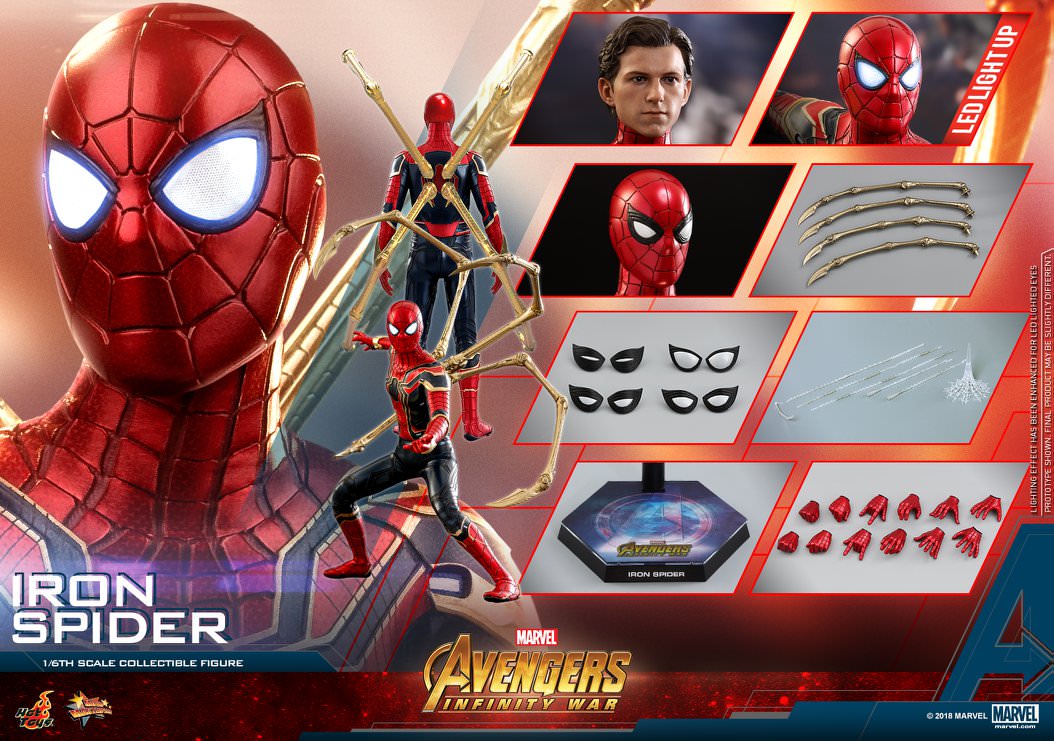 LED LIGHT UP
LIGHTING EFFECT HAS BEEN ENHANCED FOR LED LIGHTED EYES
PROTOTYPE SHOWN. FINAL PRODUCT MAY BE SLIGHTLY DIFFERENT.
AVENGERS
IRON SPIDER
IRON
SPIDER
1/6TH SCALE COLLECTIBLE FIGURE
MARVEL
AVENGERS
INFINITY WAR
HOT TOYS
© 2018 MARVEL
MARVEL
marvel.com